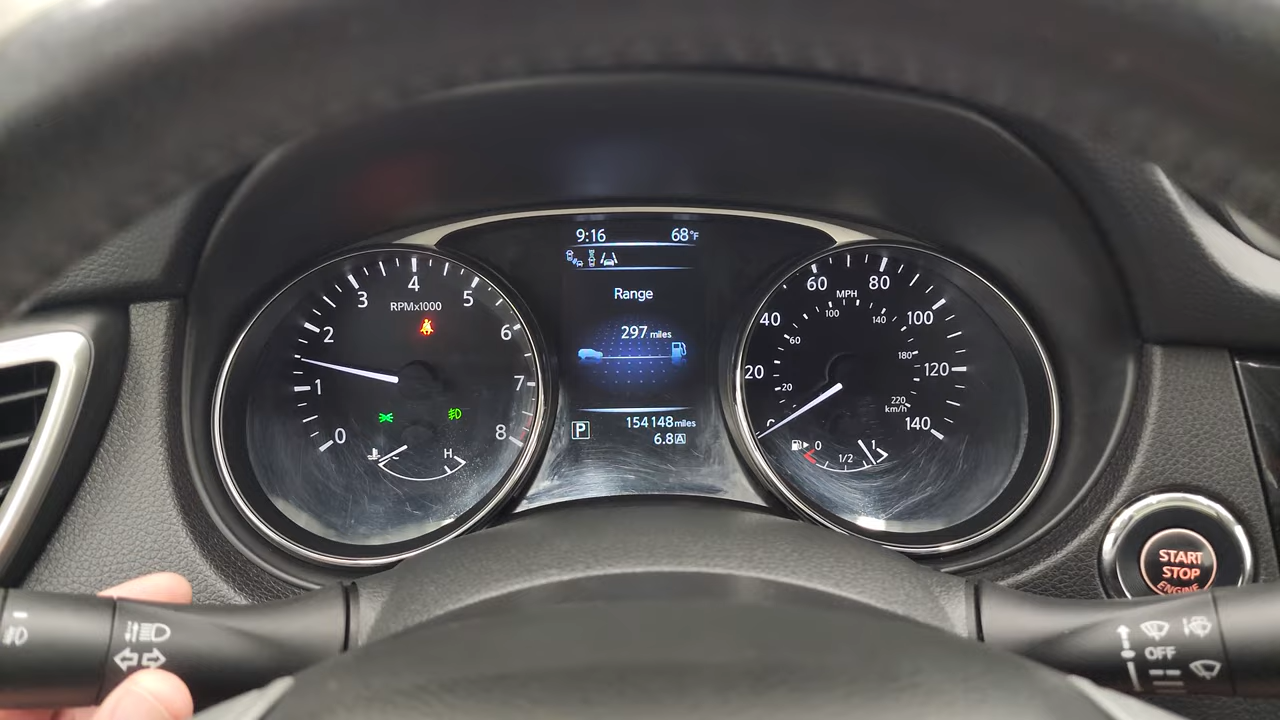 9:16 68°F
Range
297 miles
P 154148 miles
6.8 A
0 1 2 3 4 5 6 7 8
RPMx1000
H
0 20 40 60 80 100 120 140
MPH
20 60 100 140 180 220
km/h
0 1/2 1
START
STOP
ENGINE
OFF